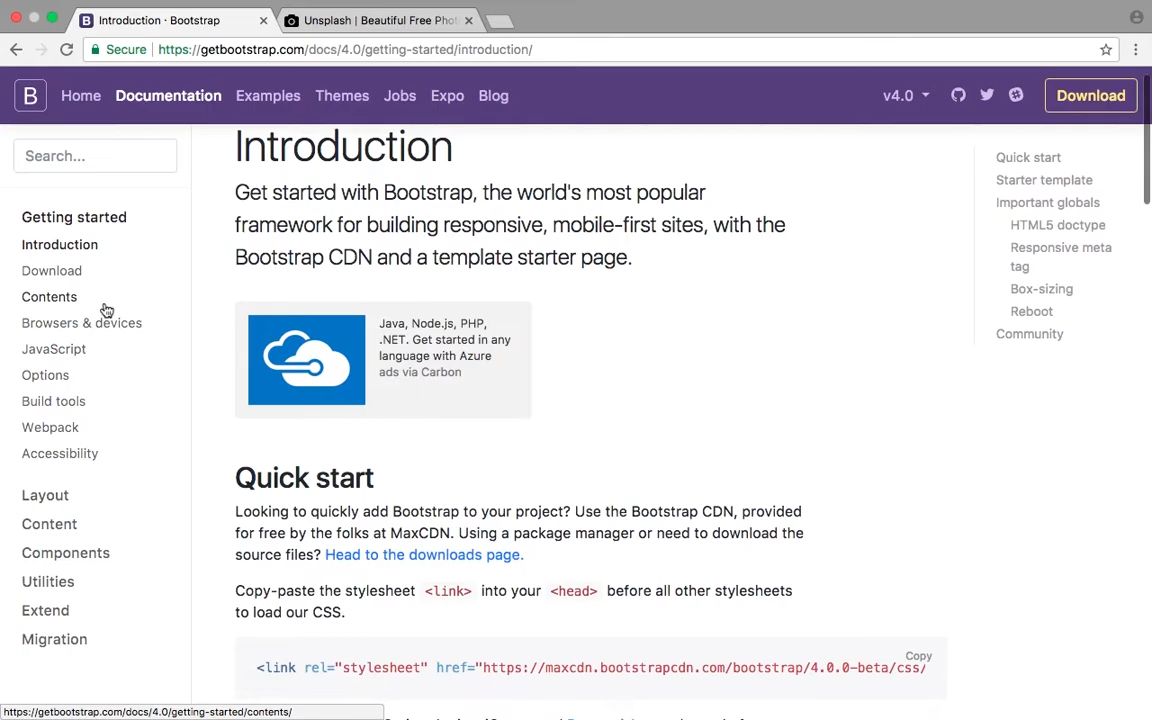 Introduction · Bootstrap
Unsplash | Beautiful Free Phot
Secure
https://getbootstrap.com/docs/4.0/getting-started/introduction/
B
Home
Documentation
Examples
Themes
Jobs
Expo
Blog
v4.0
Download
Search...
Getting started
Introduction
Download
Contents
Browsers & devices
JavaScript
Options
Build tools
Webpack
Accessibility
Layout
Content
Components
Utilities
Extend
Migration
Introduction
Get started with Bootstrap, the world's most popular
framework for building responsive, mobile-first sites, with the
Bootstrap CDN and a template starter page.
Java, Node.js, PHP,
.NET. Get started in any
language with Azure
ads via Carbon
Quick start
Looking to quickly add Bootstrap to your project? Use the Bootstrap CDN, provided
for free by the folks at MaxCDN. Using a package manager or need to download the
source files? Head to the downloads page.
Copy-paste the stylesheet <link> into your <head> before all other stylesheets
to load our CSS.
Copy
<link rel="stylesheet" href="https://maxcdn.bootstrapcdn.com/bootstrap/4.0.0-beta/css/
Quick start
Starter template
Important globals
HTML5 doctype
Responsive meta
tag
Box-sizing
Reboot
Community
https://getbootstrap.com/docs/4.0/getting-started/contents/